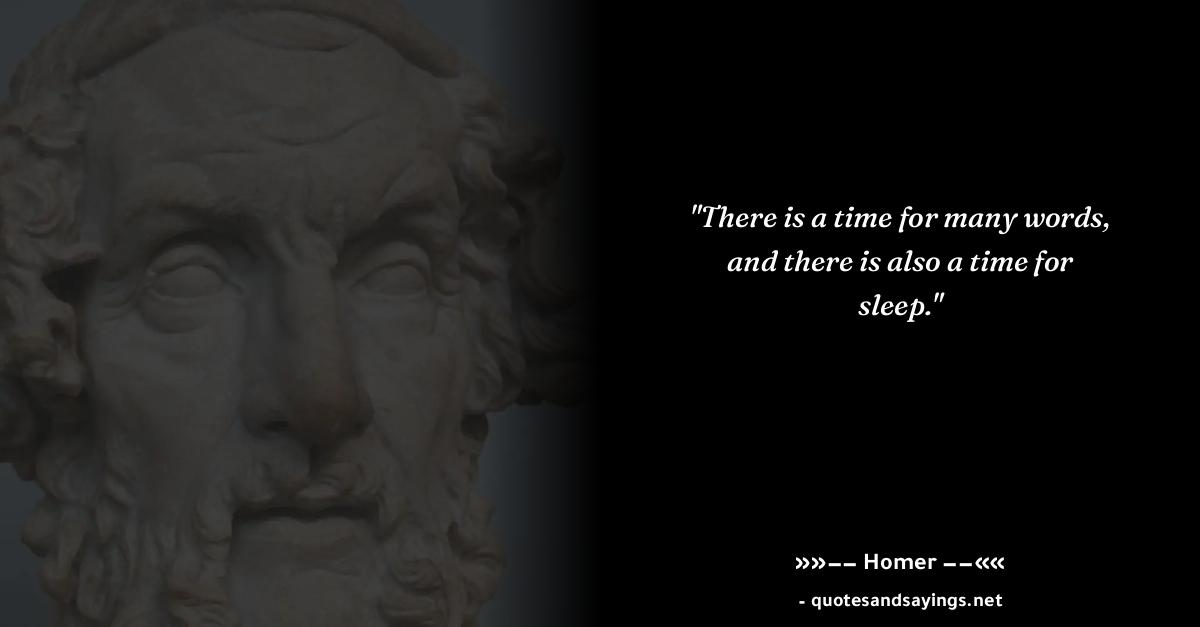 "There is a time for many words,
and there is also a time for
sleep."
»»−− Homer −−««
- quotesandsayings.net